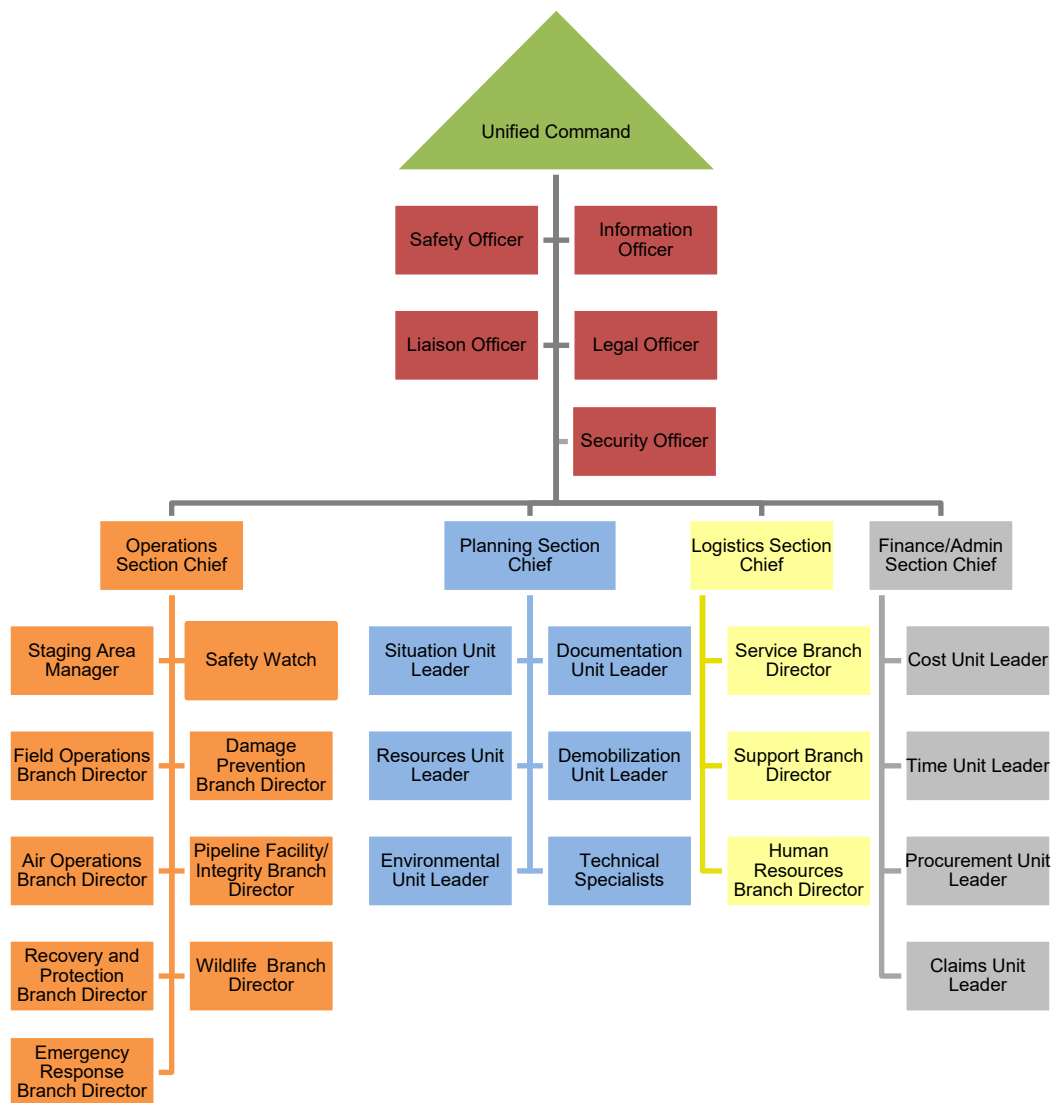 Unified Command
Safety Officer
Information
Officer
Liaison Officer
Legal Officer
Security Officer
Operations
Section Chief
Planning Section
Chief
Logistics Section
Chief
Finance/Admin
Section Chief
Staging Area
Manager
Safety Watch
Field Operations
Branch Director
Damage
Prevention
Branch Director
Air Operations
Branch Director
Pipeline Facility/
Integrity Branch
Director
Recovery and
Protection
Branch Director
Wildlife  Branch
Director
Emergency
Response
Branch Director
Situation Unit
Leader
Documentation
Unit Leader
Resources Unit
Leader
Demobilization
Unit Leader
Environmental
Unit Leader
Technical
Specialists
Service Branch
Director
Support Branch
Director
Human
Resources
Branch Director
Cost Unit Leader
Time Unit Leader
Procurement Unit
Leader
Claims Unit
Leader